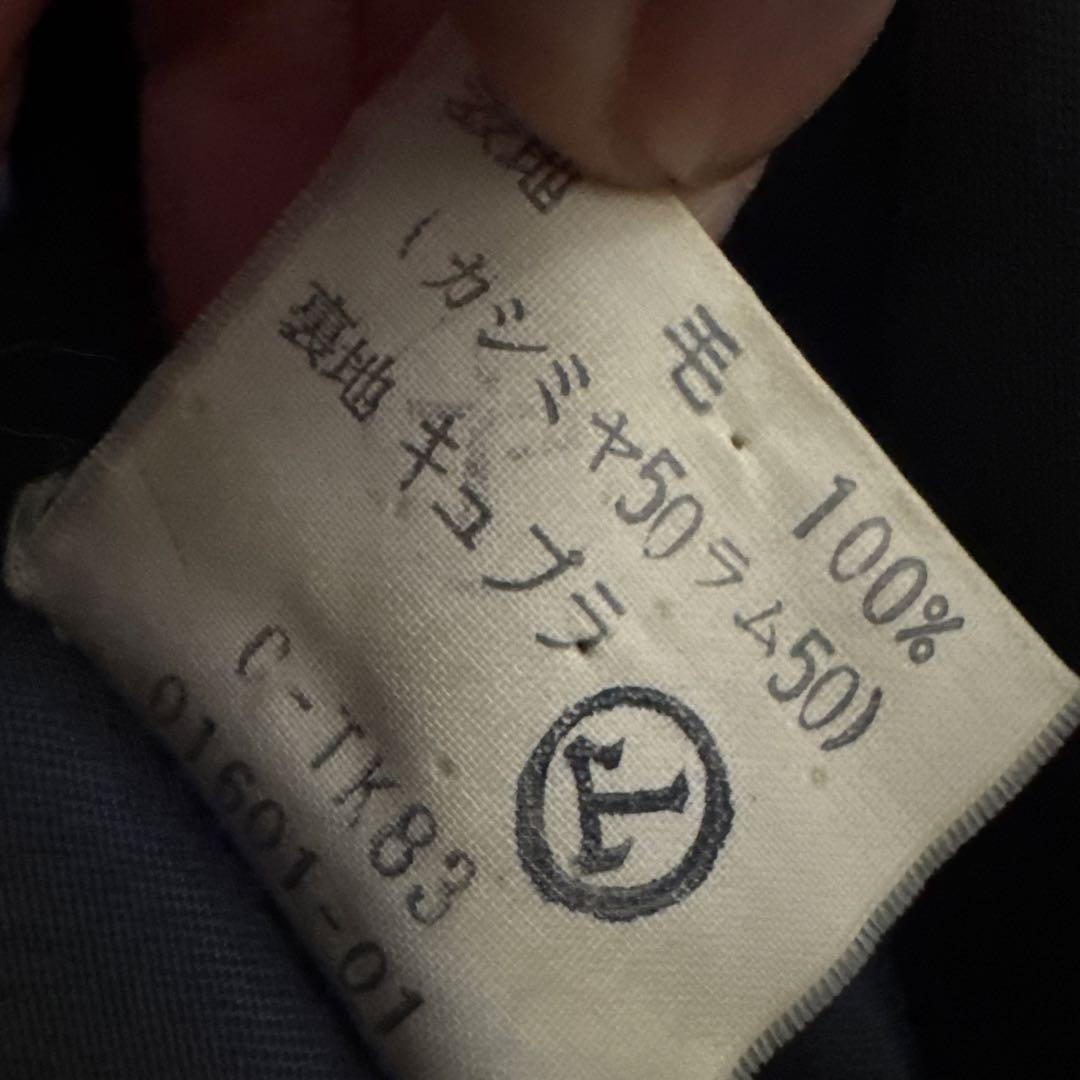 表地 毛 100%
(カシミヤ50ラム50)
裏地 キュプラ
C-TK83
01601-01